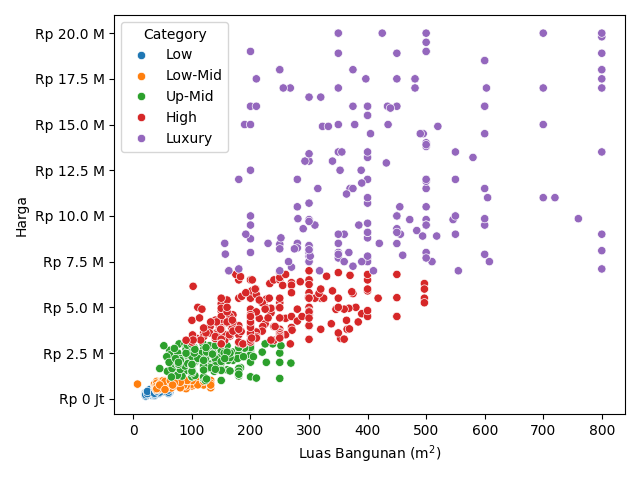 Category
Low
Low-Mid
Up-Mid
High
Luxury
Rp 20.0 M
Rp 17.5 M
Rp 15.0 M
Rp 12.5 M
Rp 10.0 M
Rp 7.5 M
Rp 5.0 M
Rp 2.5 M
Rp 0 Jt
Harga
0 100 200 300 400 500 600 700 800
Luas Bangunan (m²)